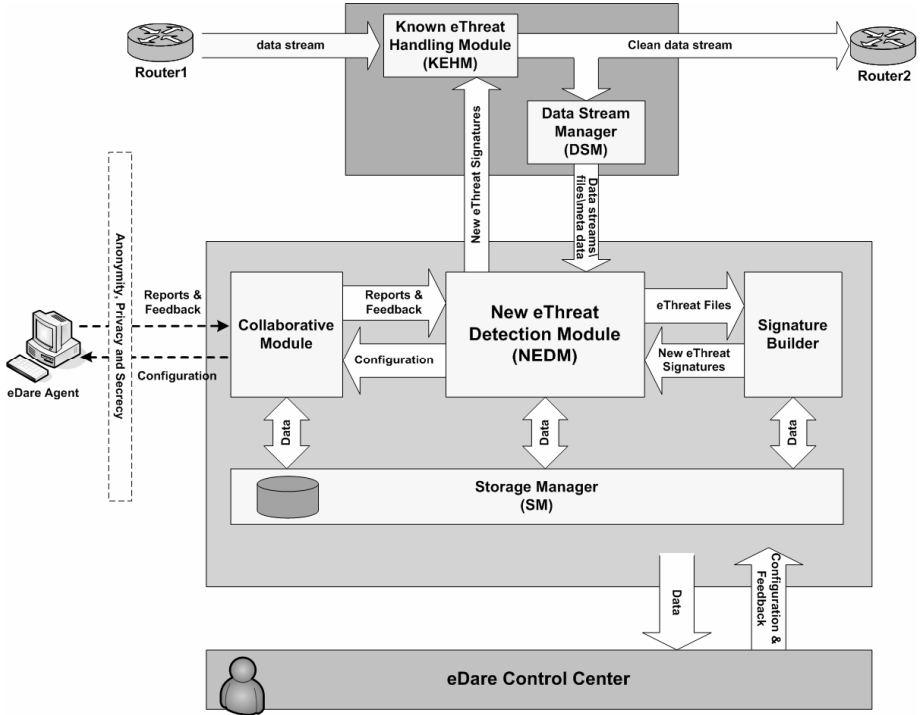 Known eThreat
Handling Module
(KEHM)
data stream
Clean data stream
Router1
Router2
Data Stream
Manager
(DSM)
New eThreat Signatures
Data streams\
files\meta data
Anonymity, Privacy and Secrecy
Reports &
Feedback
Configuration
eDare Agent
Collaborative
Module
Reports &
Feedback
Configuration
New eThreat
Detection Module
(NEDM)
eThreat Files
New eThreat
Signatures
Signature
Builder
Data
Data
Data
Storage Manager
(SM)
Data
Configuration &
Feedback
eDare Control Center